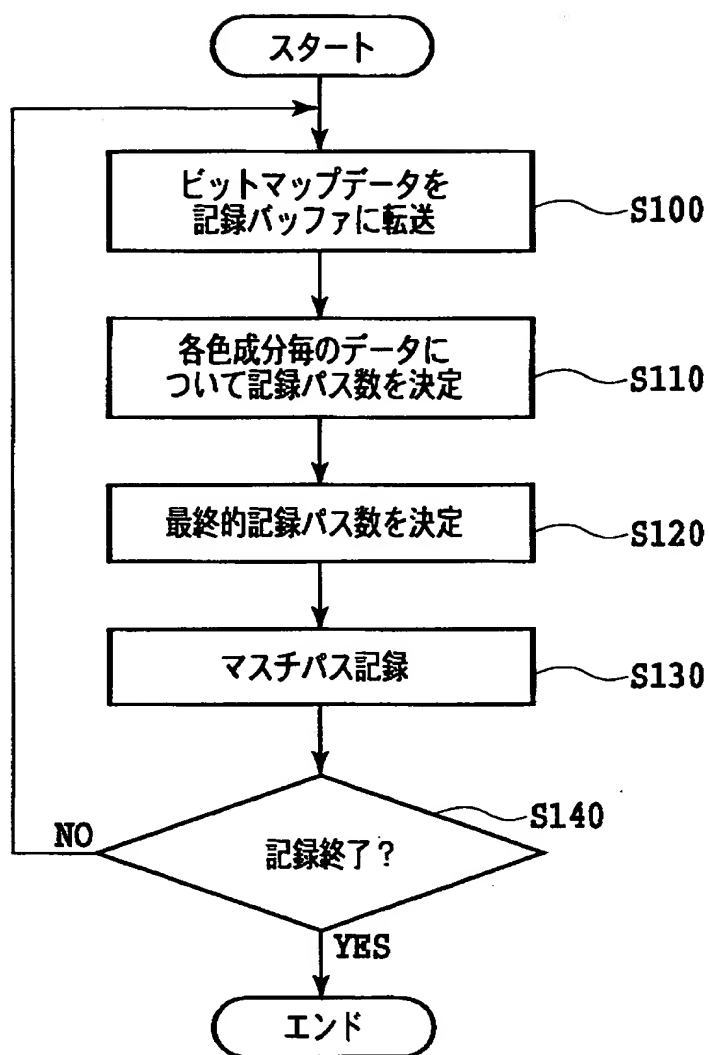 スタート
ビットマップデータを
記録バッファに転送
S100
各色成分毎のデータに
ついて記録パス数を決定
S110
最終的記録パス数を決定
S120
マスチパス記録
S130
S140
NO
記録終了？
YES
エンド